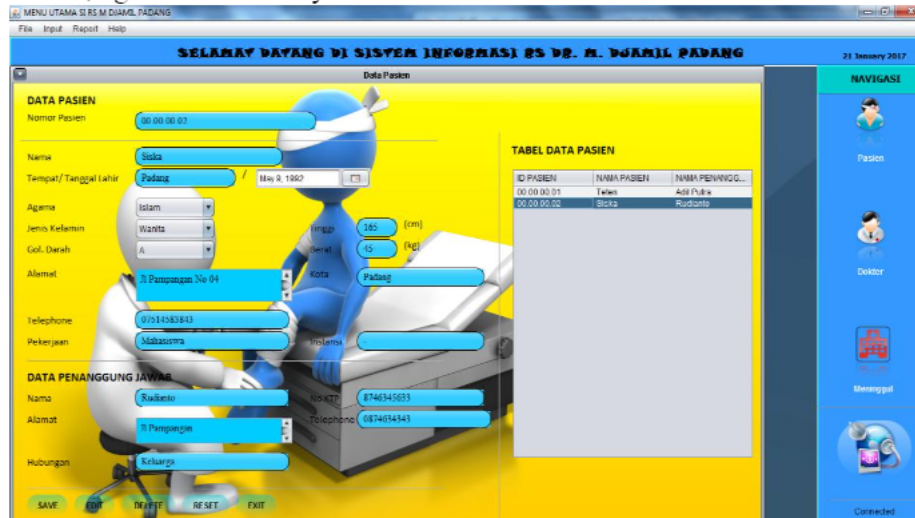 MENU UTAMA SI RS M DJAMIL PADANG
File Input Report Help
SELAMAT DATANG DI SISTEM INFORMASI RS DR. M. DJAMIL PADANG
21 January 2017
Data Pasien
NAVIGASI
DATA PASIEN
Nomor Pasien 00.00.00.02
Nama Siska
Tempat/ Tanggal Lahir Padang / May 9, 1992
Agama Islam
Jenis Kelamin Wanita Tinggi 165 (cm)
Gol. Darah A Berat 45 (kg)
Alamat Jl Pampangan No 04 Kota Padang
Telephone 07514585843
Pekerjaan Mahasiswa Instansi -
DATA PENANGGUNG JAWAB
Nama Rudianto No KTP 8746345633
Alamat Jl Pampangan Telephone 0874634343
Hubungan Keluarga
SAVE EDIT DELETE RESET EXIT
TABEL DATA PASIEN
ID PASIEN NAMA PASIEN NAMA PENANGG...
00.00.00.01 Teten Adil Putra
00.00.00.02 Siska Rudianto
Pasien
Dokter
Meninggal
Connected